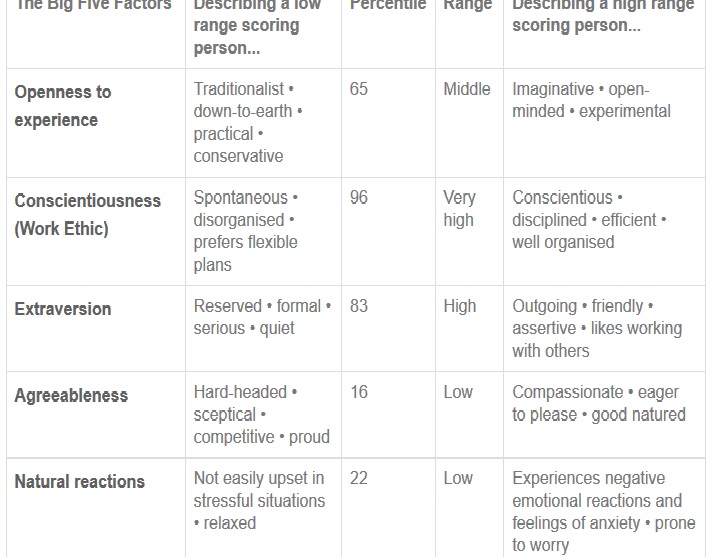 The Big Five Factors
Describing a low
range scoring
person...
Percentile
Range
Describing a high range
scoring person...
Openness to
experience
Traditionalist •
down-to-earth •
practical •
conservative
65
Middle
Imaginative • open-
minded • experimental
Conscientiousness
(Work Ethic)
Spontaneous •
disorganised •
prefers flexible
plans
96
Very
high
Conscientious •
disciplined • efficient •
well organised
Extraversion
Reserved • formal •
serious • quiet
83
High
Outgoing • friendly •
assertive • likes working
with others
Agreeableness
Hard-headed •
sceptical •
competitive • proud
16
Low
Compassionate • eager
to please • good natured
Natural reactions
Not easily upset in
stressful situations
• relaxed
22
Low
Experiences negative
emotional reactions and
feelings of anxiety • prone
to worry